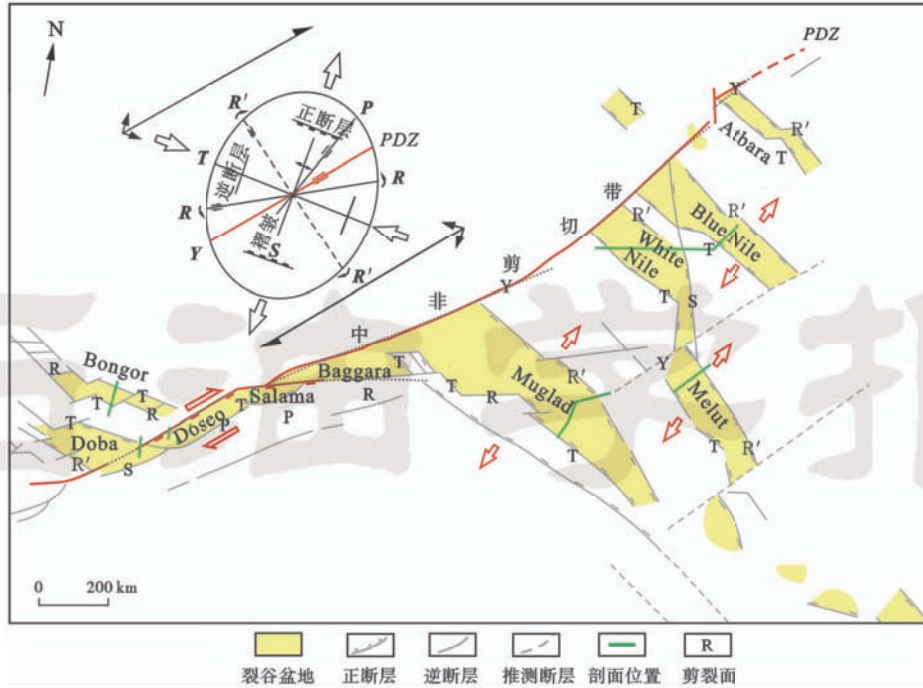 N
PDZ
R′
P
正断层
PDZ
T
逆断层
R
R
褶皱
S
Y
R′
T
Y
R′
Atbara T
带
R′
R′
切
White
Blue
Nile
T
Nile
剪
Y
T
S
非
中
Y
Bongor
R
T
T
R
Baggara
T
Salama
R
T
R
Muglad
R′
Melut
T
Doseo
T
P
P
Doba
R′
S
T
T
R′
0 200 km
R
裂谷盆地 正断层 逆断层 推测断层 剖面位置 剪裂面